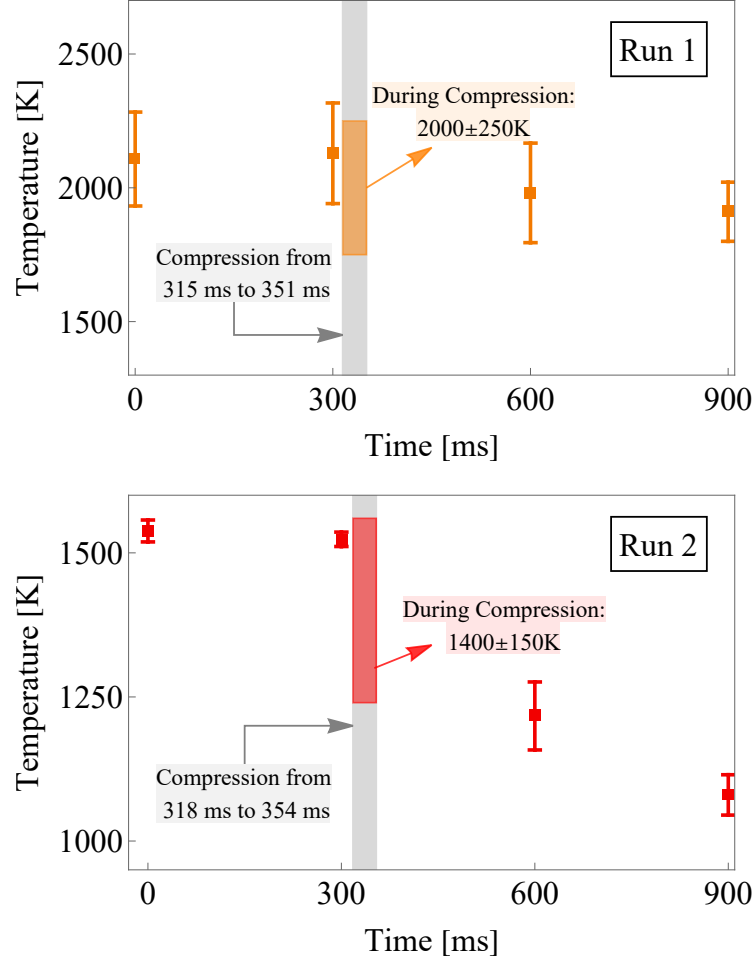 Run 1
2500
2000
1500
Temperature [K]
During Compression:
2000±250K
Compression from
315 ms to 351 ms
0 300 600 900
Time [ms]
Run 2
1500
1250
1000
Temperature [K]
During Compression:
1400±150K
Compression from
318 ms to 354 ms
0 300 600 900
Time [ms]